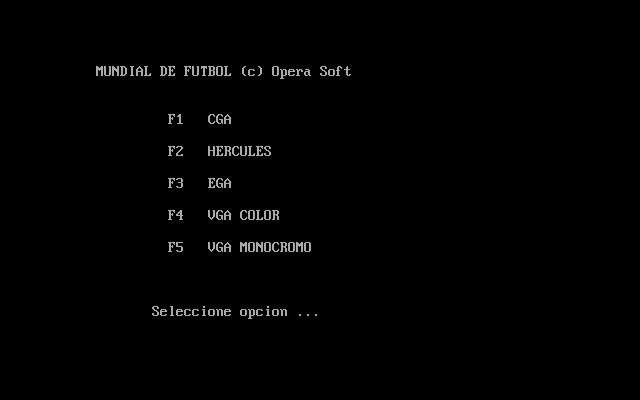 MUNDIAL DE FUTBOL (c) Opera Soft
F1 CGA
F2 HERCULES
F3 EGA
F4 VGA COLOR
F5 VGA MONOCROMO
Seleccione opcion ...